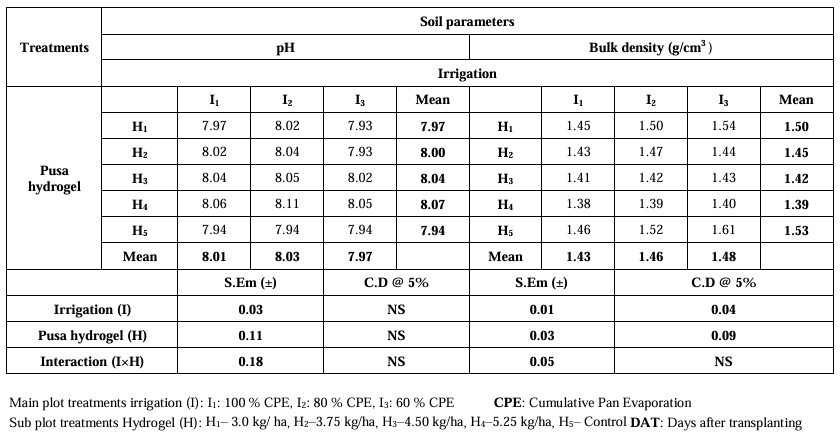 Treatments Soil parameters
pH Bulk density (g/cm³)
Irrigation
Pusa hydrogel I₁ I₂ I₃ Mean I₁ I₂ I₃ Mean
H₁ 7.97 8.02 7.93 7.97 H₁ 1.45 1.50 1.54 1.50
H₂ 8.02 8.04 7.93 8.00 H₂ 1.43 1.47 1.44 1.45
H₃ 8.04 8.05 8.02 8.04 H₃ 1.41 1.42 1.43 1.42
H₄ 8.06 8.11 8.05 8.07 H₄ 1.38 1.39 1.40 1.39
H₅ 7.94 7.94 7.94 7.94 H₅ 1.46 1.52 1.61 1.53
Mean 8.01 8.03 7.97 Mean 1.43 1.46 1.48
S.Em (±) C.D @ 5% S.Em (±) C.D @ 5%
Irrigation (I) 0.03 NS 0.01 0.04
Pusa hydrogel (H) 0.11 NS 0.03 0.09
Interaction (I×H) 0.18 NS 0.05 NS
Main plot treatments irrigation (I): I₁: 100 % CPE, I₂: 80 % CPE, I₃: 60 % CPE CPE: Cumulative Pan Evaporation
Sub plot treatments Hydrogel (H): H₁– 3.0 kg/ ha, H₂–3.75 kg/ha, H₃–4.50 kg/ha, H₄–5.25 kg/ha, H₅– Control DAT: Days after transplanting